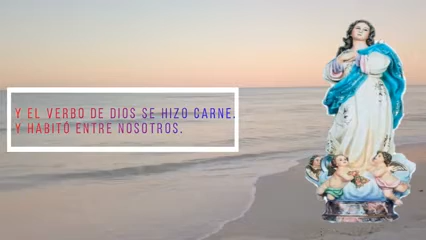 Y EL VERBO DE DIOS SE HIZO CARNE.
Y HABITÓ ENTRE NOSOTROS.